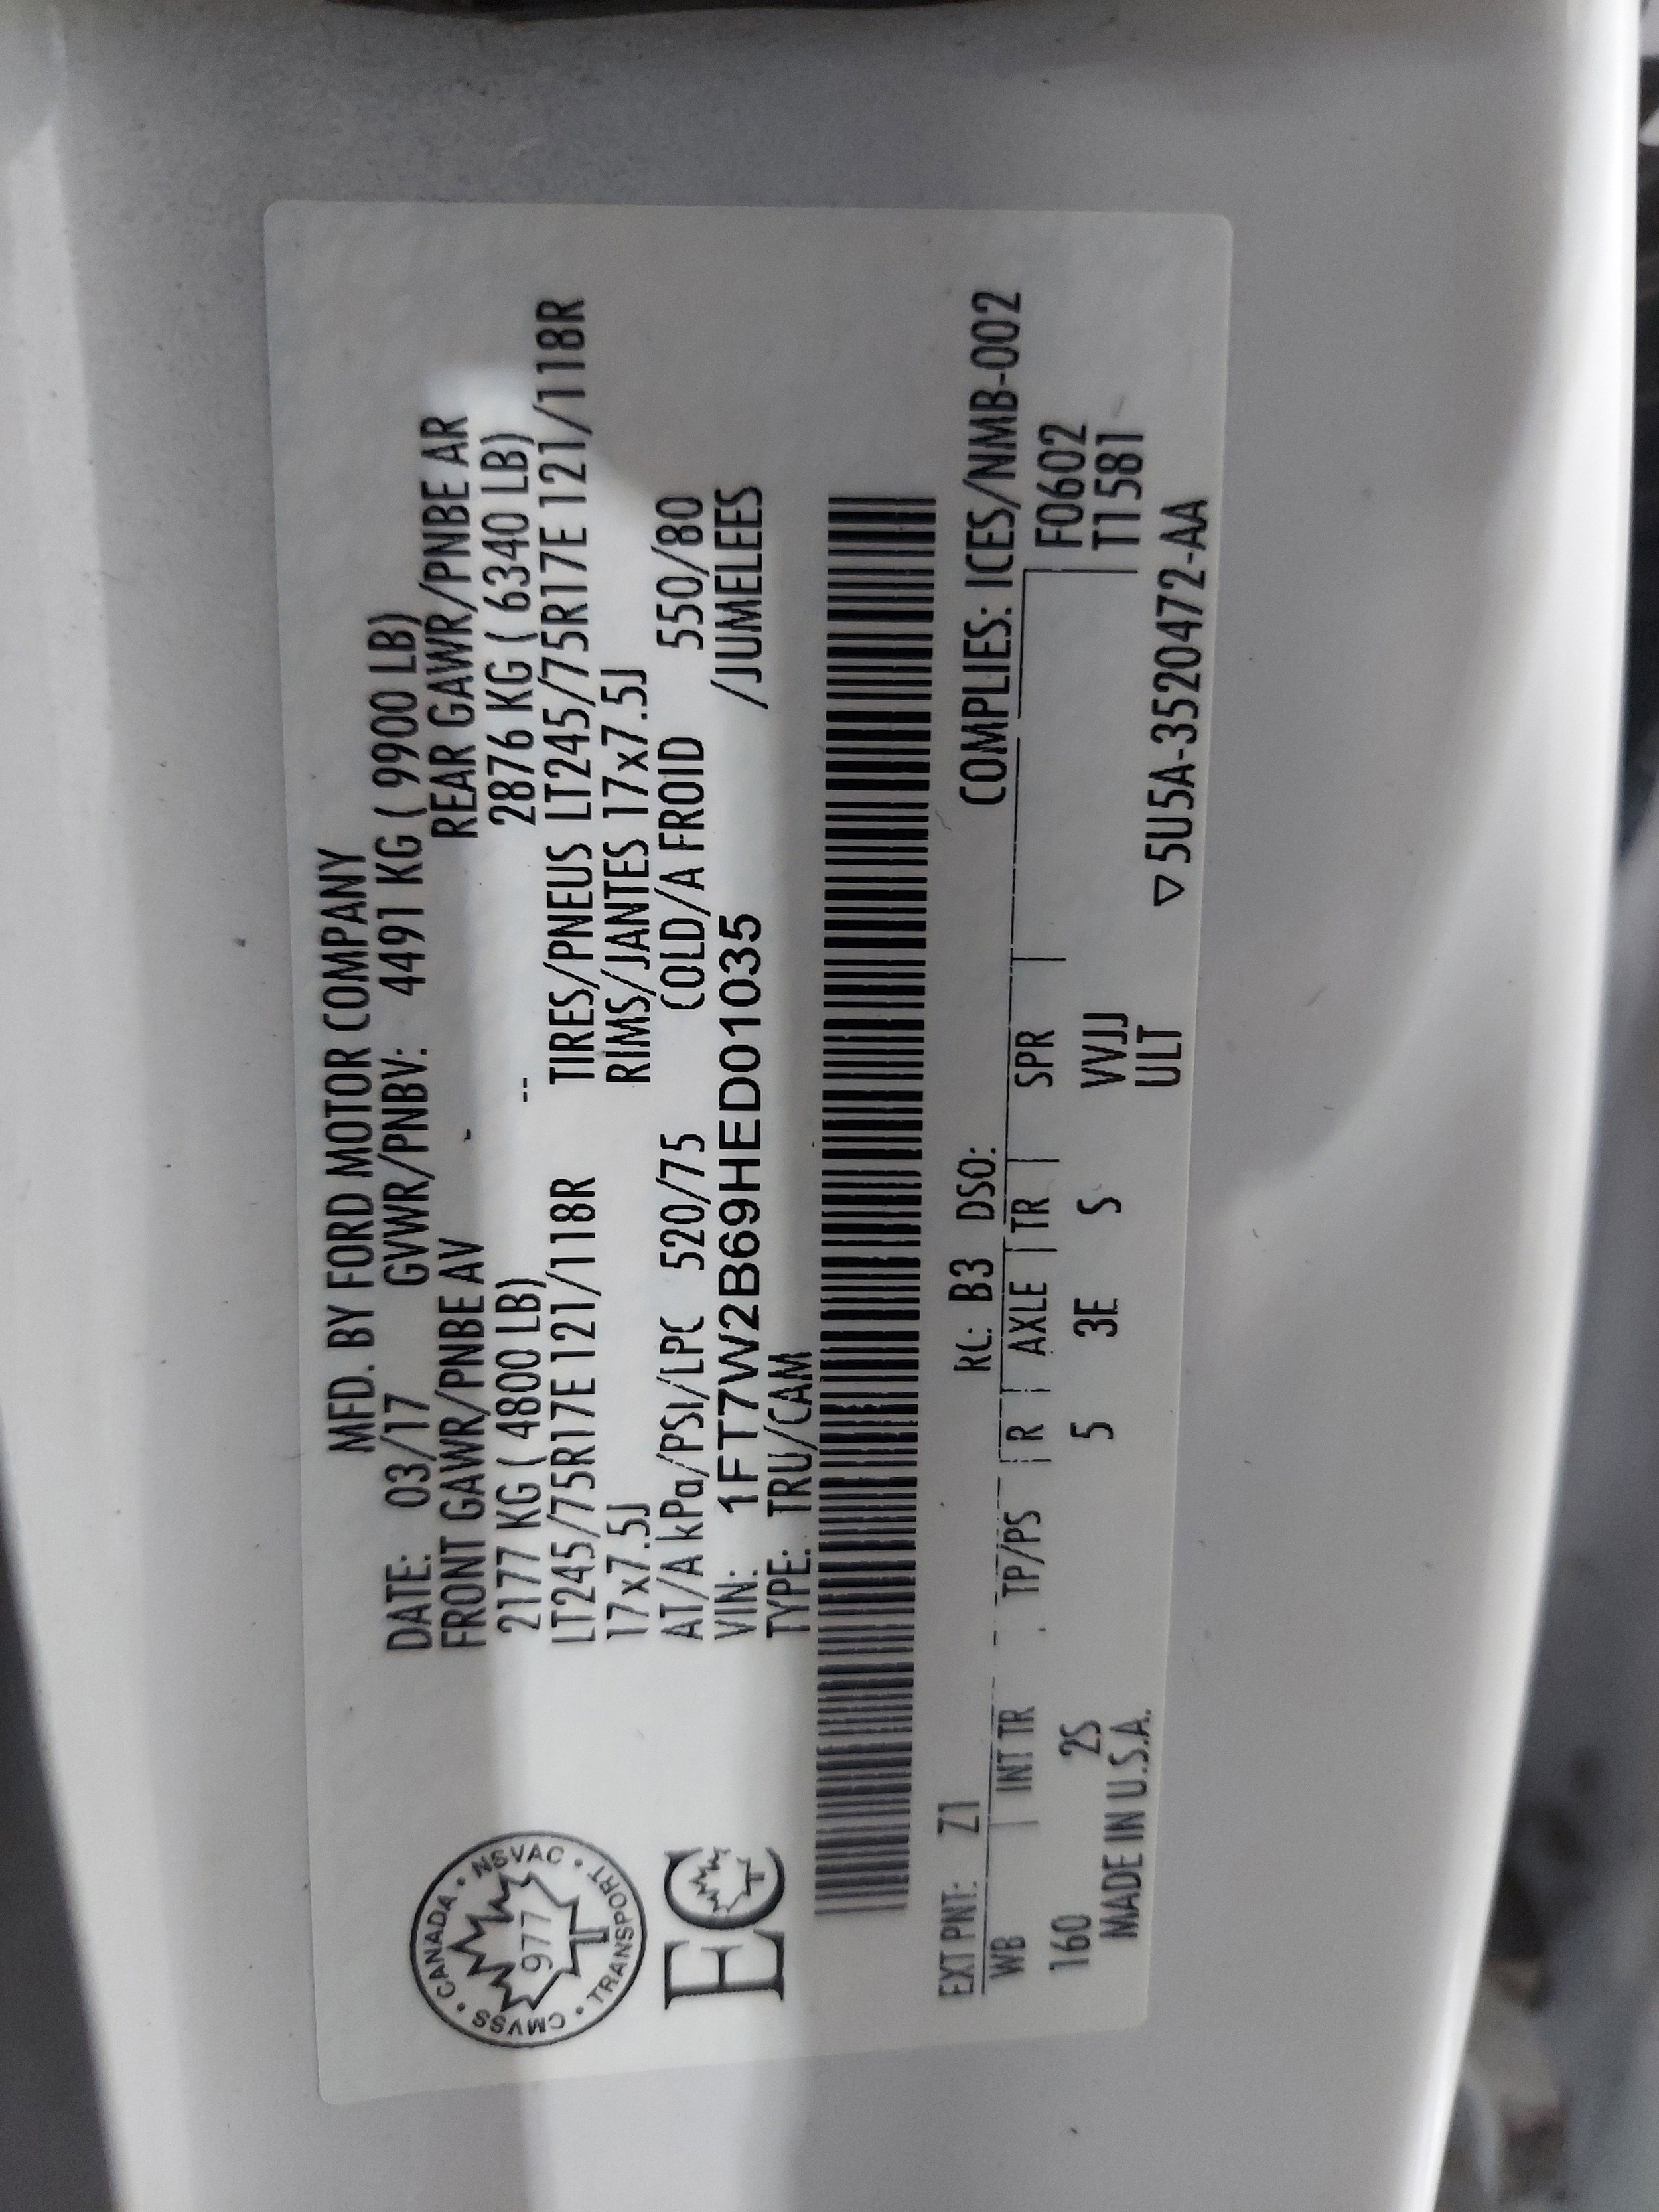 MFD. BY FORD MOTOR COMPANY
DATE: 03/17 GVWR/PNBV: 4491 KG ( 9900 LB)
FRONT GAWR/PNBE AV REAR GAWR/PNBE AR
2177 KG ( 4800 LB) -- 2876 KG ( 6340 LB)
LT245/75R17E 121/118R TIRES/PNEUS LT245/75R17E 121/118R
17x7.5J RIMS/JANTES 17x7.5J
AT/A kPa/PSI/LPC 520/75 COLD/A FROID 550/80
VIN: 1FT7W2B69HED01035 /JUMELEES
TYPE: TRU/CAM
CANADA • NSVAC • TRANSPORT • CMVSS •
977
EC
EXT PNT: Z1 RC: B3 DSO: COMPLIES: ICES/NMB-002
WB INT TR TP/PS R AXLE TR SPR F0602
160 2S 5 3E S VVJJ T1581
MADE IN U.S.A. ULT
▽ 5U5A-3520472-AA